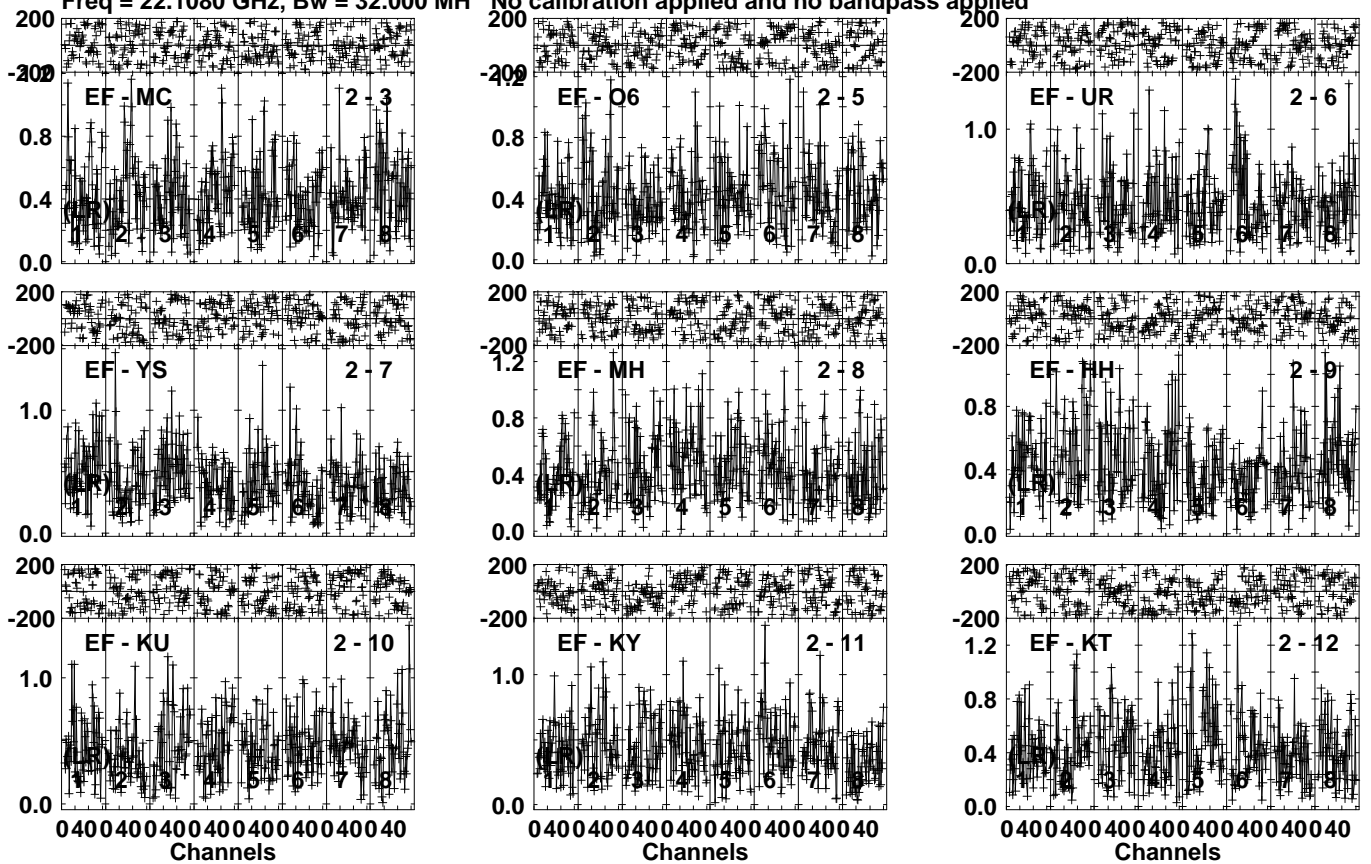 Freq = 22.1080 GHz, Bw = 32.000 MH No calibration applied and no bandpass applied
200 200 200
-200 -200 -200
1.2 EF - MC 2 - 3 1.2 EF - O6 2 - 5 EF - UR 2 - 6
0.8 0.8 1.0
0.4 0.4
(LR) (LR) (LR)
1 2 3 4 5 6 7 8 1 2 3 4 5 6 7 8 1 2 3 4 5 6 7 8
0.0 0.0 0.0
200 200 200
-200 -200 -200
EF - YS 2 - 7 1.2 EF - MH 2 - 8 EF - HH 2 - 9
1.0 0.8 0.8
0.4 0.4
(LR) (LR) (LR)
1 2 3 4 5 6 7 8 1 2 3 4 5 6 7 8 1 2 3 4 5 6 7 8
0.0 0.0 0.0
200 200 200
-200 -200 -200
EF - KU 2 - 10 EF - KY 2 - 11 1.2 EF - KT 2 - 12
1.0 1.0 0.8
0.4
(LR) (LR) (LR)
1 2 3 4 5 6 7 8 1 2 3 4 5 6 7 8 1 2 3 4 5 6 7 8
0.0 0.0 0.0
0 40 0 40 0 40 0 40 0 40 0 40 0 40 0 40 0 40 0 40 0 40 0 40 0 40 0 40 0 40 0 40 0 40 0 40 0 40 0 40 0 40 0 40 0 40 0 40
Channels Channels Channels